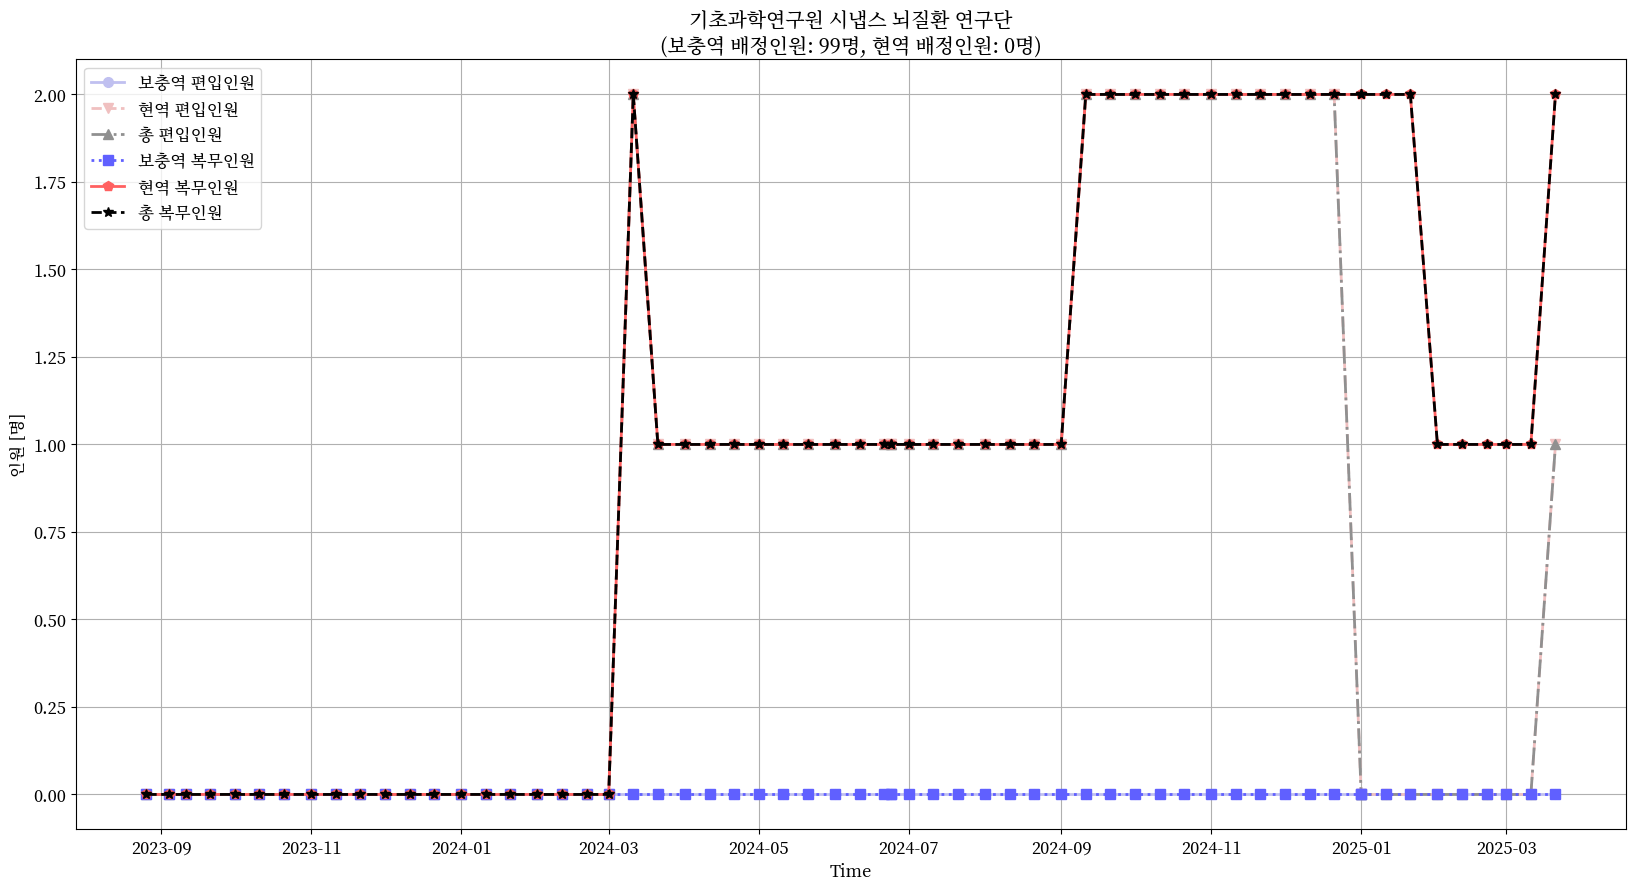 기초과학연구원 시냅스 뇌질환 연구단
(보충역 배정인원: 99명, 현역 배정인원: 0명)
보충역 편입인원
현역 편입인원
총 편입인원
보충역 복무인원
현역 복무인원
총 복무인원
2.00
1.75
1.50
1.25
1.00
0.75
0.50
0.25
0.00
인원 [명]
2023-09
2023-11
2024-01
2024-03
2024-05
2024-07
2024-09
2024-11
2025-01
2025-03
Time